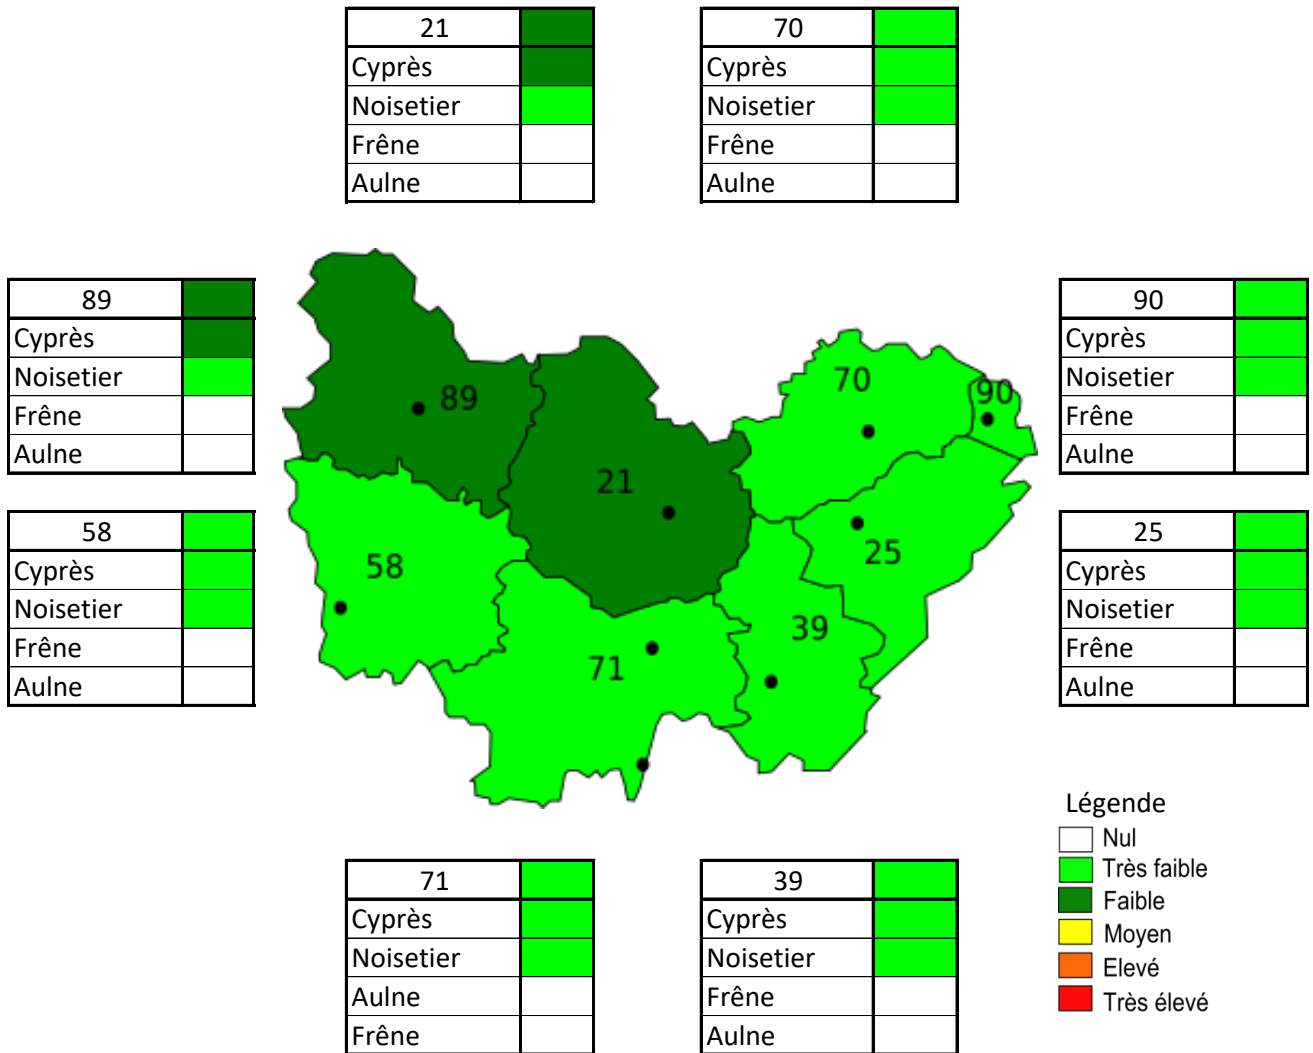 21
Cyprès
Noisetier
Frêne
Aulne
70
Cyprès
Noisetier
Frêne
Aulne
89
Cyprès
Noisetier
Frêne
Aulne
58
Cyprès
Noisetier
Frêne
Aulne
89
70
90
21
58
25
39
71
90
Cyprès
Noisetier
Frêne
Aulne
25
Cyprès
Noisetier
Frêne
Aulne
71
Cyprès
Noisetier
Aulne
Frêne
39
Cyprès
Noisetier
Frêne
Aulne
Légende
Nul
Très faible
Faible
Moyen
Elevé
Très élevé